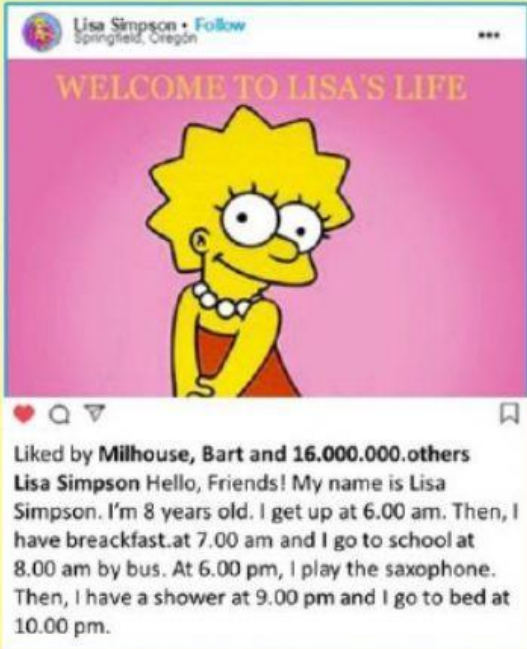 Lisa Simpson • Follow
Springfield, Oregon
WELCOME TO LISA'S LIFE
Liked by Milhouse, Bart and 16.000.000.others
Lisa Simpson Hello, Friends! My name is Lisa
Simpson. I'm 8 years old. I get up at 6.00 am. Then, I
have breackfast.at 7.00 am and I go to school at
8.00 am by bus. At 6.00 pm, I play the saxophone.
Then, I have a shower at 9.00 pm and I go to bed at
10.00 pm.